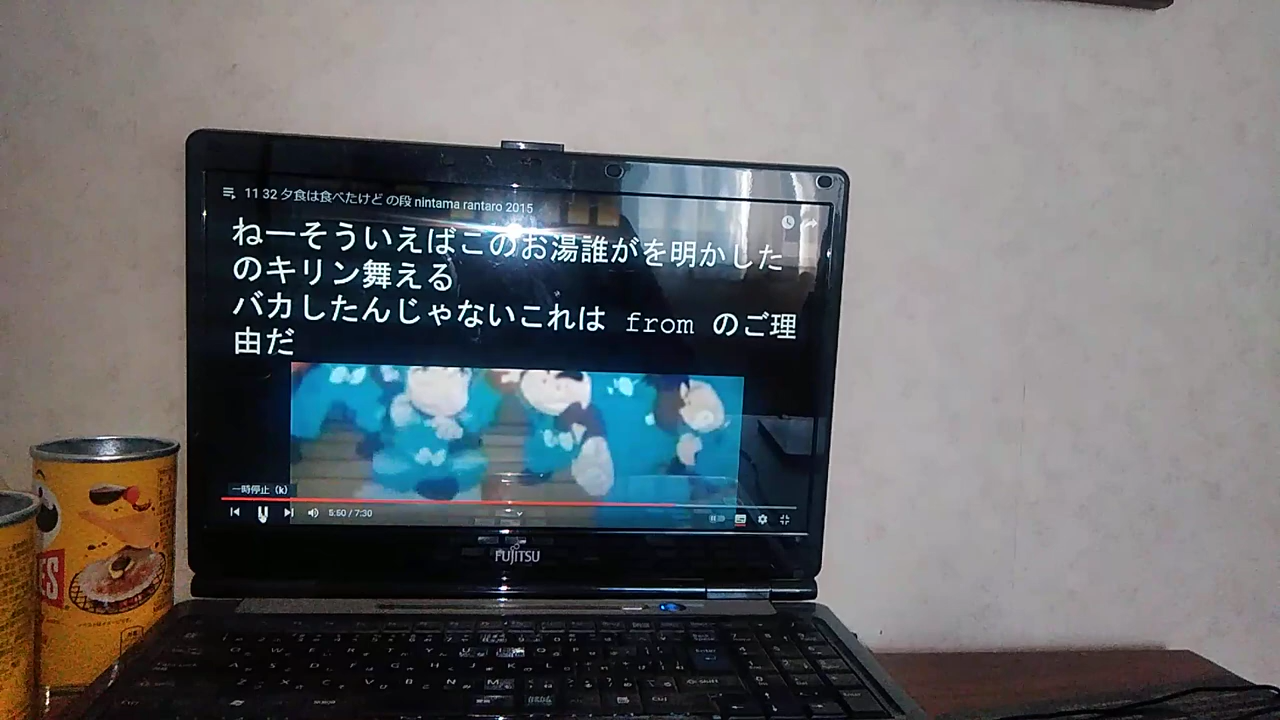 11 32 夕食は食べたけど の段 nintama rantaro 2015
ねーそういえばこのお湯誰がを明かした
のキリン舞える
バカしたんじゃないこれは from のご理
由だ
一時停止 (k)
5:50 / 7:30
FUJITSU
ES
Enter